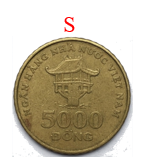 S
NGÂN HÀNG NHÀ NƯỚC VIỆT NAM
5000
ĐỒNG